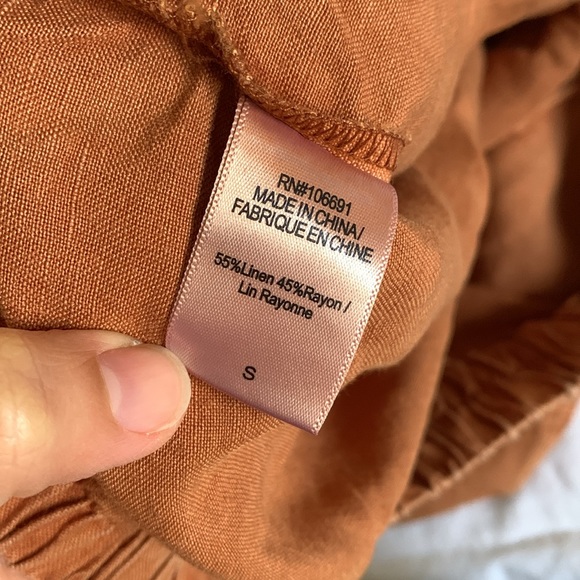 RN#106691
MADE IN CHINA/
FABRIQUE EN CHINE
55%Linen 45%Rayon /
Lin Rayonne
S